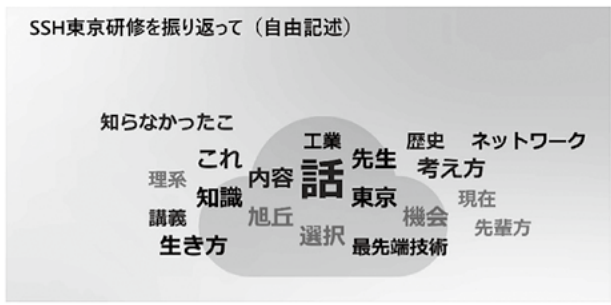 SSH東京研修を振り返って（自由記述）
知らなかったこ
工業 歴史 ネットワーク
これ 先生 考え方
理系 内容 話
知識 東京 現在
講義 旭丘 機会 先輩方
生き方 選択 最先端技術